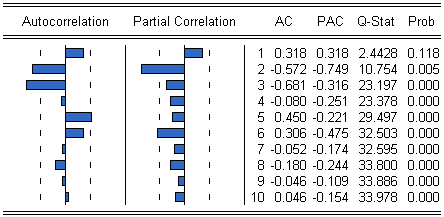 Autocorrelation Partial Correlation AC PAC Q-Stat Prob
1 0.318 0.318 2.4428 0.118
2 -0.572 -0.749 10.754 0.005
3 -0.681 -0.316 23.197 0.000
4 -0.080 -0.251 23.378 0.000
5 0.450 -0.221 29.497 0.000
6 0.306 -0.475 32.503 0.000
7 -0.052 -0.174 32.595 0.000
8 -0.180 -0.244 33.800 0.000
9 -0.046 -0.109 33.886 0.000
10 0.046 -0.154 33.978 0.000